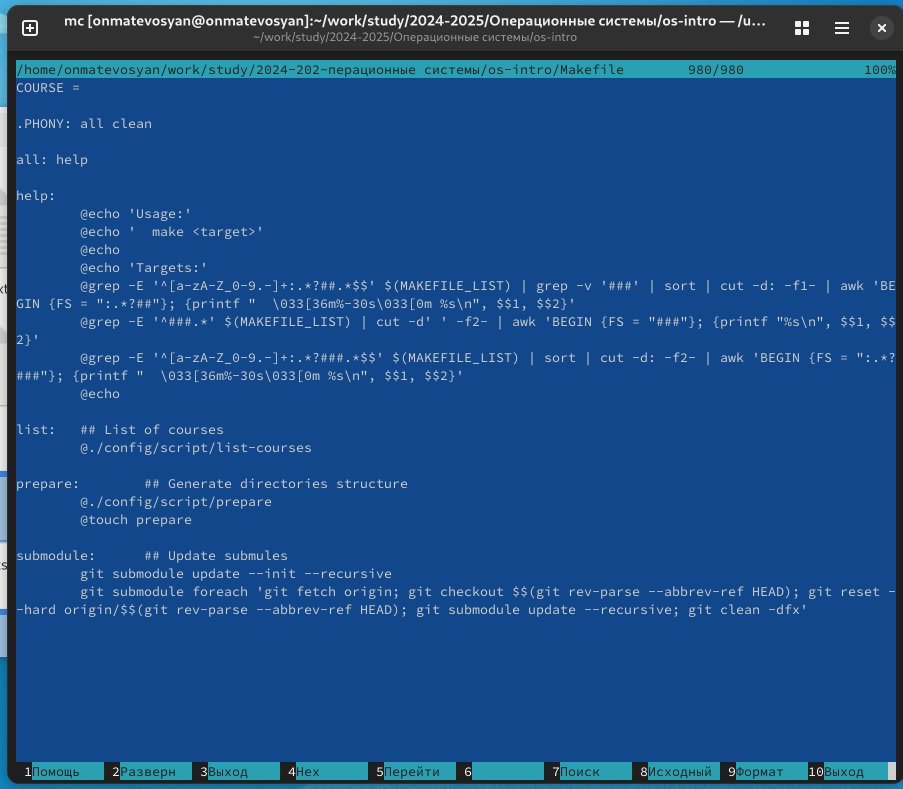 mc [onmatevosyan@onmatevosyan]:~/work/study/2024-2025/Операционные системы/os-intro — /u…
~/work/study/2024-2025/Операционные системы/os-intro
/home/onmatevosyan/work/study/2024-202~перационные системы/os-intro/Makefile 980/980 100%
COURSE =
.PHONY: all clean
all: help
help:
@echo 'Usage:'
@echo '  make <target>'
@echo
@echo 'Targets:'
@grep -E '^[a-zA-Z_0-9.-]+:.*?##.*$$' $(MAKEFILE_LIST) | grep -v '###' | sort | cut -d: -f1- | awk 'BE
GIN {FS = ":.*?##"}; {printf "  \033[36m%-30s\033[0m %s\n", $$1, $$2}'
@grep -E '^###.*' $(MAKEFILE_LIST) | cut -d' ' -f2- | awk 'BEGIN {FS = "###"}; {printf "%s\n", $$1, $$
2}'
@grep -E '^[a-zA-Z_0-9.-]+:.*?###.*$$' $(MAKEFILE_LIST) | sort | cut -d: -f2- | awk 'BEGIN {FS = ":.*?
###"}; {printf "  \033[36m%-30s\033[0m %s\n", $$1, $$2}'
@echo
list:   ## List of courses
@./config/script/list-courses
prepare:        ## Generate directories structure
@./config/script/prepare
@touch prepare
submodule:      ## Update submules
git submodule update --init --recursive
git submodule foreach 'git fetch origin; git checkout $$(git rev-parse --abbrev-ref HEAD); git reset -
-hard origin/$$(git rev-parse --abbrev-ref HEAD); git submodule update --recursive; git clean -dfx'
1Помощь 2Разверн 3Выход 4Hex 5Перейти 6 7Поиск 8Исходный 9Формат 10Выход